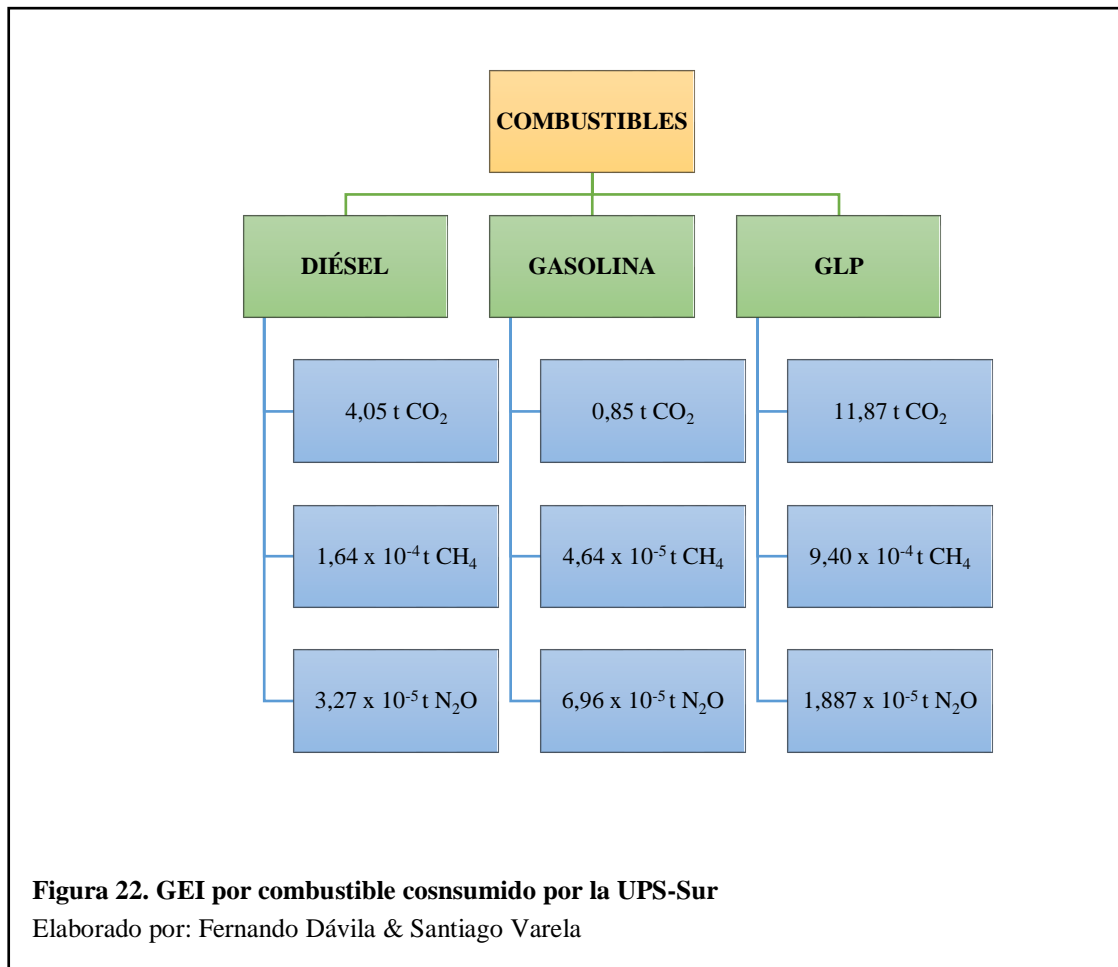 COMBUSTIBLES
DIÉSEL
4,05 t CO₂
1,64 x 10⁻⁴ t CH₄
3,27 x 10⁻⁵ t N₂O
GASOLINA
0,85 t CO₂
4,64 x 10⁻⁵ t CH₄
6,96 x 10⁻⁵ t N₂O
GLP
11,87 t CO₂
9,40 x 10⁻⁴ t CH₄
1,887 x 10⁻⁵ t N₂O
Figura 22. GEI por combustible cosnsumido por la UPS-Sur
Elaborado por: Fernando Dávila & Santiago Varela